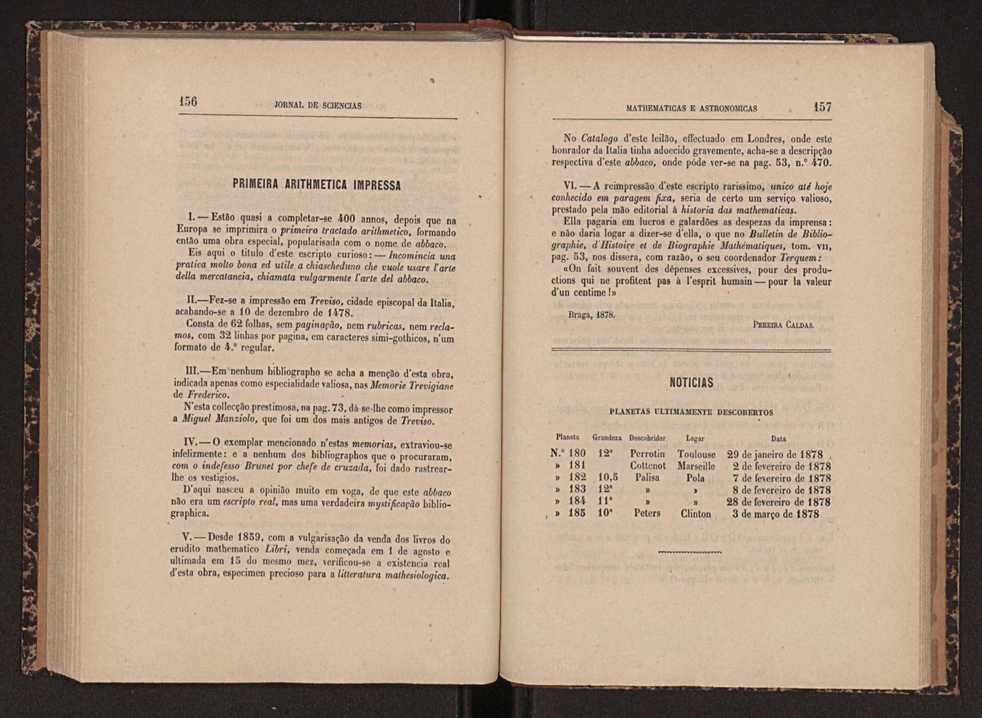 156
JORNAL DE SCIENCIAS
PRIMEIRA ARITHMETICA IMPRESSA
I. — Estão quasi a completar-se 400 annos, depois que na
Europa se imprimira o primeiro tractado arithmetico, formando
então uma obra especial, popularisada com o nome de abbaco.
Eis aqui o titulo d'este escripto curioso: — Incomincia una
pratica molto bona ed utile a chiascheduno che vuole usare l'arte
della mercatancia, chiamata vulgarmente l'arte del abbaco.
II.—Fez-se a impressão em Treviso, cidade episcopal da Italia,
acabando-se a 10 de dezembro de 1478.
Consta de 62 folhas, sem paginação, nem rubricas, nem recla-
mos, com 32 linhas por pagina, em caracteres simi-gothicos, n'um
formato de 4.º regular.
III.—Em nenhum bibliographo se acha a menção d'esta obra,
indicada apenas como especialidade valiosa, nas Memorie Trevigiane
de Frederico.
N'esta collecção prestimosa, na pag. 73, dá-se-lhe como impressor
a Miguel Manziolo, que foi um dos mais antigos de Treviso.
IV.— O exemplar mencionado n'estas memorias, extraviou-se
infelizmente: e a nenhum dos bibliographos que o procuraram,
com o indefesso Brunet por chefe de cruzada, foi dado rastrear-
lhe os vestigios.
D'aqui nasceu a opinião muito em voga, de que este abbaco
não era um escripto real, mas uma verdadeira mystificação biblio-
graphica.
V. — Desde 1859, com a vulgarisação da venda dos livros do
erudito mathematico Libri, venda começada em 1 de agosto e
ultimada em 15 do mesmo mez, verificou-se a existencia real
d'esta obra, especimen precioso para a litteratura mathesiologica.
MATHEMATICAS E ASTRONOMICAS
157
No Catalogo d'este leilão, effectuado em Londres, onde este
honrador da Italia tinha adoecido gravemente, acha-se a descripção
respectiva d'este abbaco, onde póde ver-se na pag. 53, n.º 470.
VI. — A reimpressão d'este escripto rarissimo, unico até hoje
conhecido em paragem fixa, seria de certo um serviço valioso,
prestado pela mão editorial á historia das mathematicas.
Ella pagaria em lucros e galardões as despezas da imprensa:
e não daria logar a dizer-se d'ella, o que no Bulletin de Biblio-
graphie, d'Histoire et de Biographie Mathématiques, tom. VII,
pag. 53, nos dissera, com razão, o seu coordenador Terquem:
«On fait souvent des dépenses excessives, pour des produ-
ctions qui ne profitent pas à l'esprit humain — pour la valeur
d'un centime!»
Braga, 1878.
PEREIRA CALDAS.
NOTICIAS
PLANETAS ULTIMAMENTE DESCOBERTOS
Planeta Grandeza Descobridor Logar Data
N.º 180 12ª Perrotin Toulouse 29 de janeiro de 1878
» 181 Cottenot Marseille 2 de fevereiro de 1878
» 182 10,5 Palisa Pola 7 de fevereiro de 1878
» 183 12ª » » 8 de fevereiro de 1878
» 184 11ª » » 28 de fevereiro de 1878
» 185 10ª Peters Clinton 3 de março de 1878